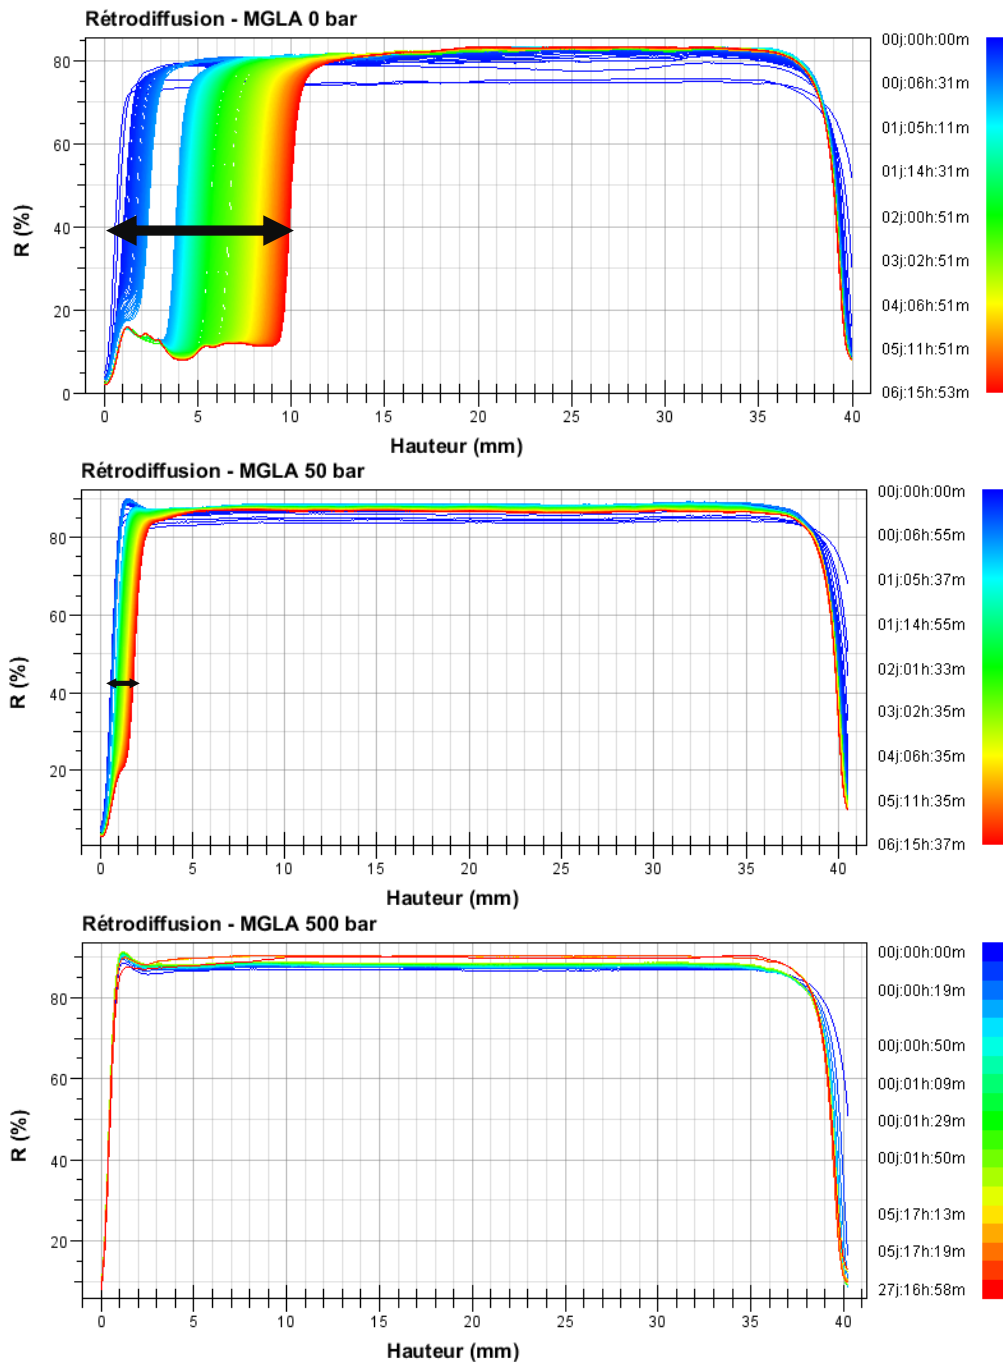 Rétrodiffusion - MGLA 0 bar
R (%)
80
60
40
20
0
0 5 10 15 20 25 30 35 40
Hauteur (mm)
00j:00h:00m
00j:06h:31m
01j:05h:11m
01j:14h:31m
02j:00h:51m
03j:02h:51m
04j:06h:51m
05j:11h:51m
06j:15h:53m
Rétrodiffusion - MGLA 50 bar
R (%)
80
60
40
20
0 5 10 15 20 25 30 35 40
Hauteur (mm)
00j:00h:00m
00j:06h:55m
01j:05h:37m
01j:14h:55m
02j:01h:33m
03j:02h:35m
04j:06h:35m
05j:11h:35m
06j:15h:37m
Rétrodiffusion - MGLA 500 bar
R (%)
80
60
40
20
0 5 10 15 20 25 30 35 40
Hauteur (mm)
00j:00h:00m
00j:00h:19m
00j:00h:50m
00j:01h:09m
00j:01h:29m
00j:01h:50m
05j:17h:13m
05j:17h:19m
27j:16h:58m